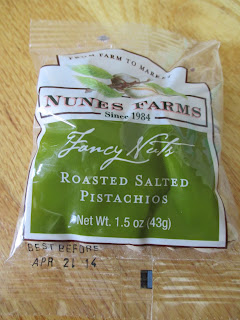 FROM FARM TO MARKET
NUNES FARMS
Since 1984
Fancy Nuts
ROASTED SALTED
PISTACHIOS
Net Wt. 1.5 oz (43g)
BEST BEFORE
APR 21 14